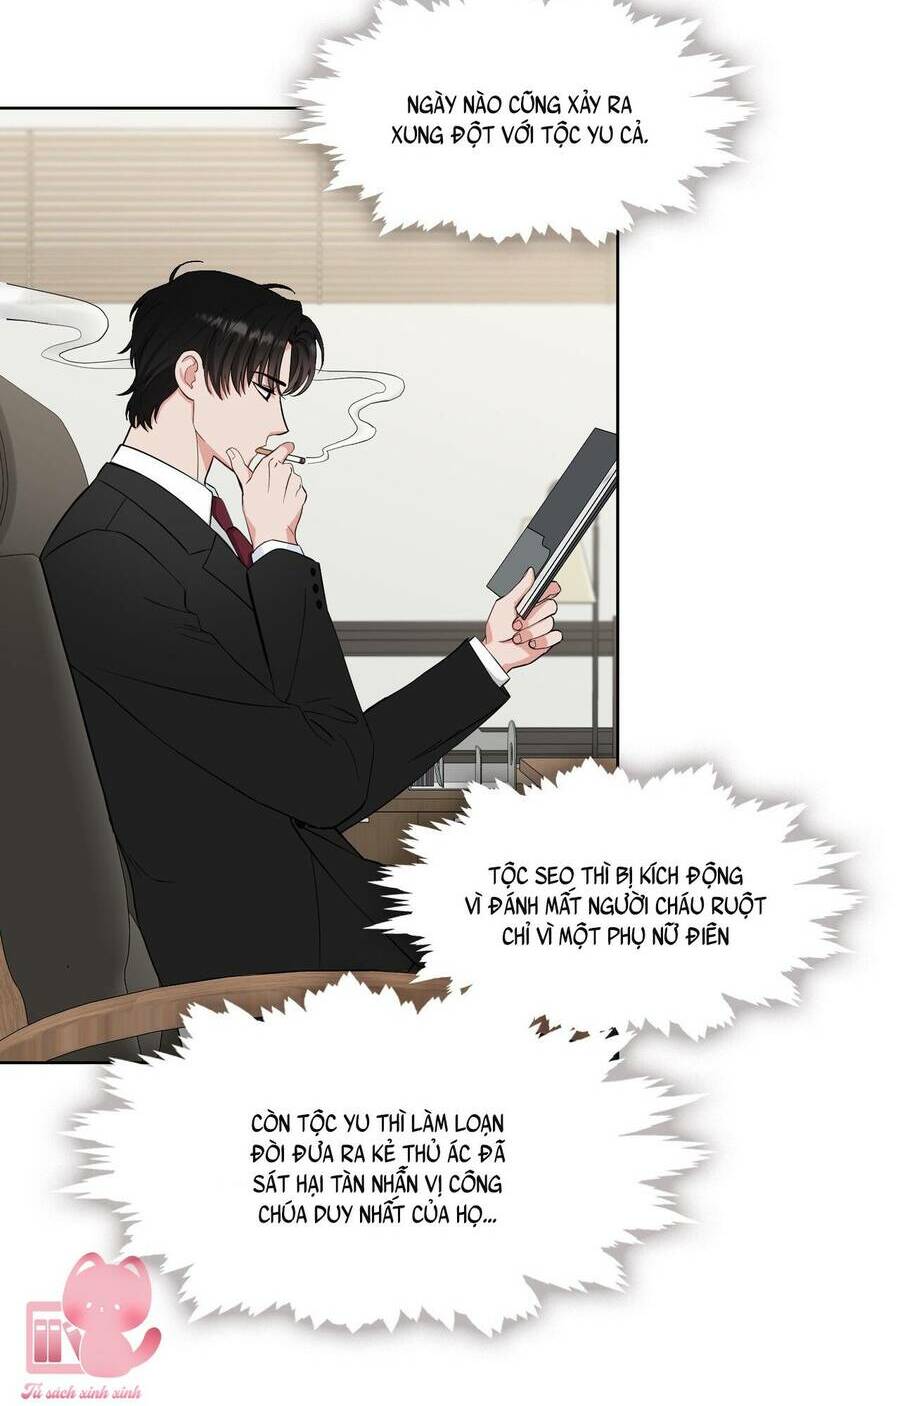 NGÀY NÀO CŨNG XẢY RA
XUNG ĐỘT VỚI TỘC YU CẢ.
TỘC SEO THÌ BỊ KÍCH ĐỘNG
VÌ ĐÁNH MẤT NGƯỜI CHÁU RUỘT
CHỈ VÌ MỘT PHỤ NỮ ĐIÊN
CÒN TỘC YU THÌ LÀM LOẠN
ĐÒI ĐƯA RA KẺ THỦ ÁC ĐÃ
SÁT HẠI TÀN NHẪN VỊ CÔNG
CHÚA DUY NHẤT CỦA HỌ...
Tủ sách xinh xinh